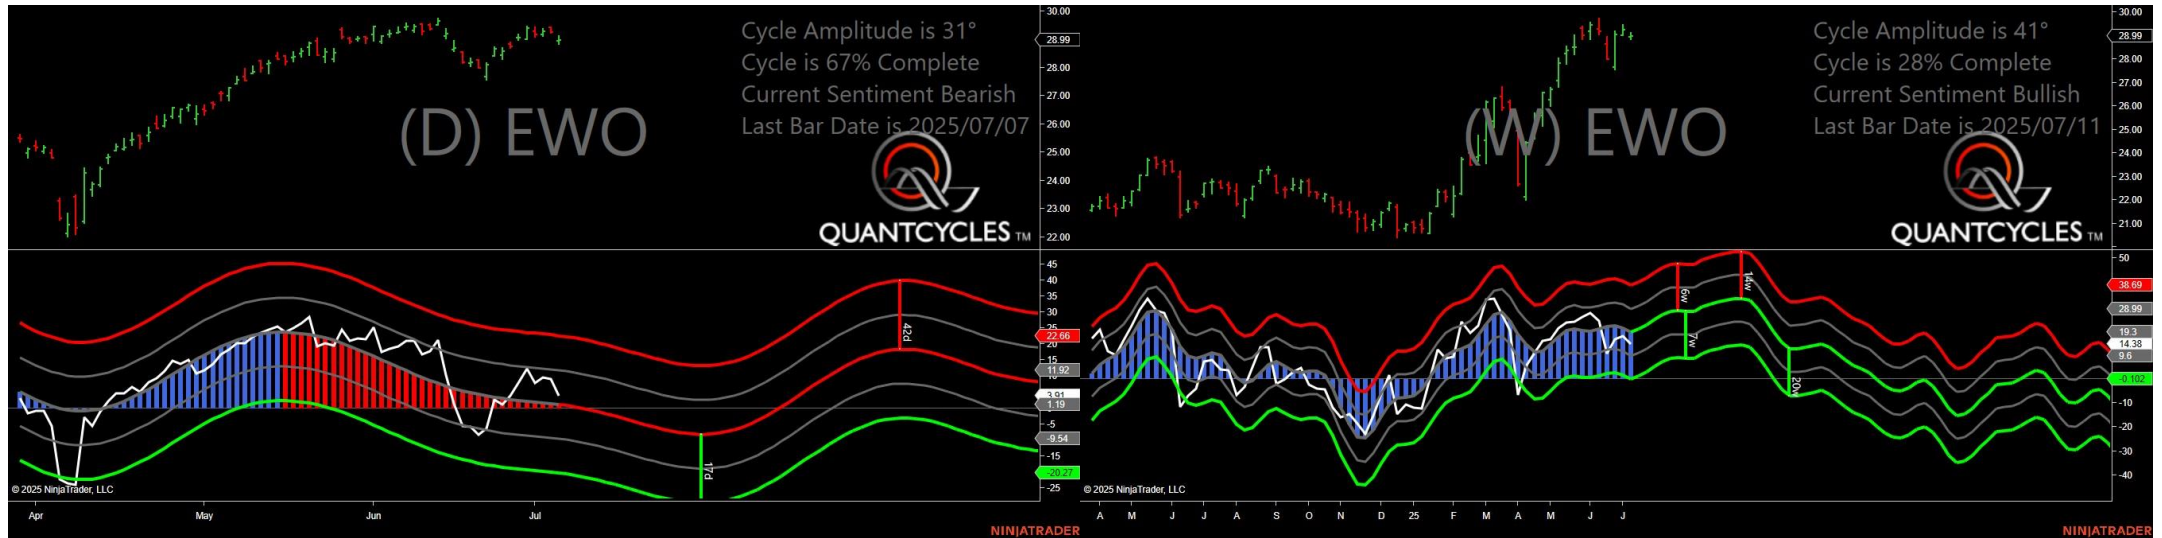 Cycle Amplitude is 31°
Cycle is 67% Complete
Current Sentiment Bearish
Last Bar Date is 2025/07/07
(D) EWO
QUANTCYCLES TM
30.00
28.99
28.00
27.00
26.00
25.00
24.00
23.00
22.00
45
40
35
30
25
22.66
20
15
11.92
3.91
1.19
-5
-9.54
-15
-20.27
-25
42d
17d
© 2025 NinjaTrader, LLC
Apr May Jun Jul
NINJATRADER
Cycle Amplitude is 41°
Cycle is 28% Complete
Current Sentiment Bullish
Last Bar Date is 2025/07/11
(W) EWO
QUANTCYCLES TM
30.00
28.99
28.00
27.00
26.00
25.00
24.00
23.00
22.00
21.00
50
38.69
28.99
19.3
14.38
9.6
-0.102
-10
-20
-30
-40
6w
14w
7w
20w
© 2025 NinjaTrader, LLC
A M J J A S O N D 25 F M A M J J
NINJATRADER